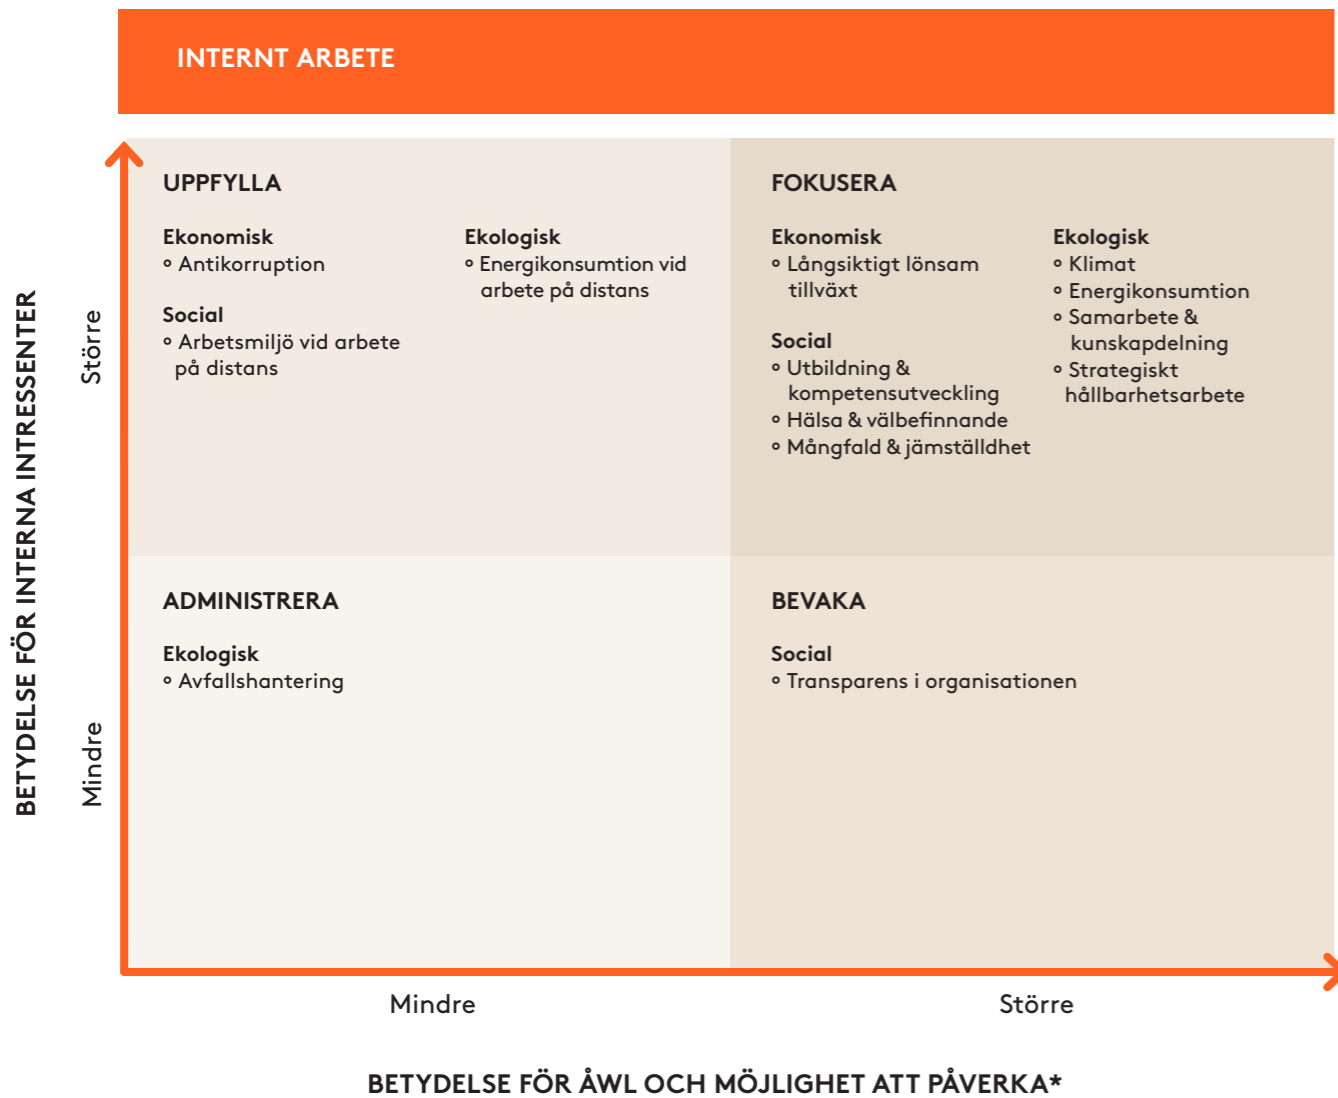 INTERNT ARBETE
BETYDELSE FÖR INTERNA INTRESSENTER
Större
Mindre
UPPFYLLA
Ekonomisk
° Antikorruption
Social
° Arbetsmiljö vid arbete
på distans
Ekologisk
° Energikonsumtion vid
arbete på distans
FOKUSERA
Ekonomisk
° Långsiktigt lönsam
tillväxt
Social
° Utbildning &
kompetensutveckling
° Hälsa & välbefinnande
° Mångfald & jämställdhet
Ekologisk
° Klimat
° Energikonsumtion
° Samarbete &
kunskapdelning
° Strategiskt
hållbarhetsarbete
ADMINISTRERA
Ekologisk
° Avfallshantering
BEVAKA
Social
° Transparens i organisationen
Mindre
Större
BETYDELSE FÖR ÅWL OCH MÖJLIGHET ATT PÅVERKA*